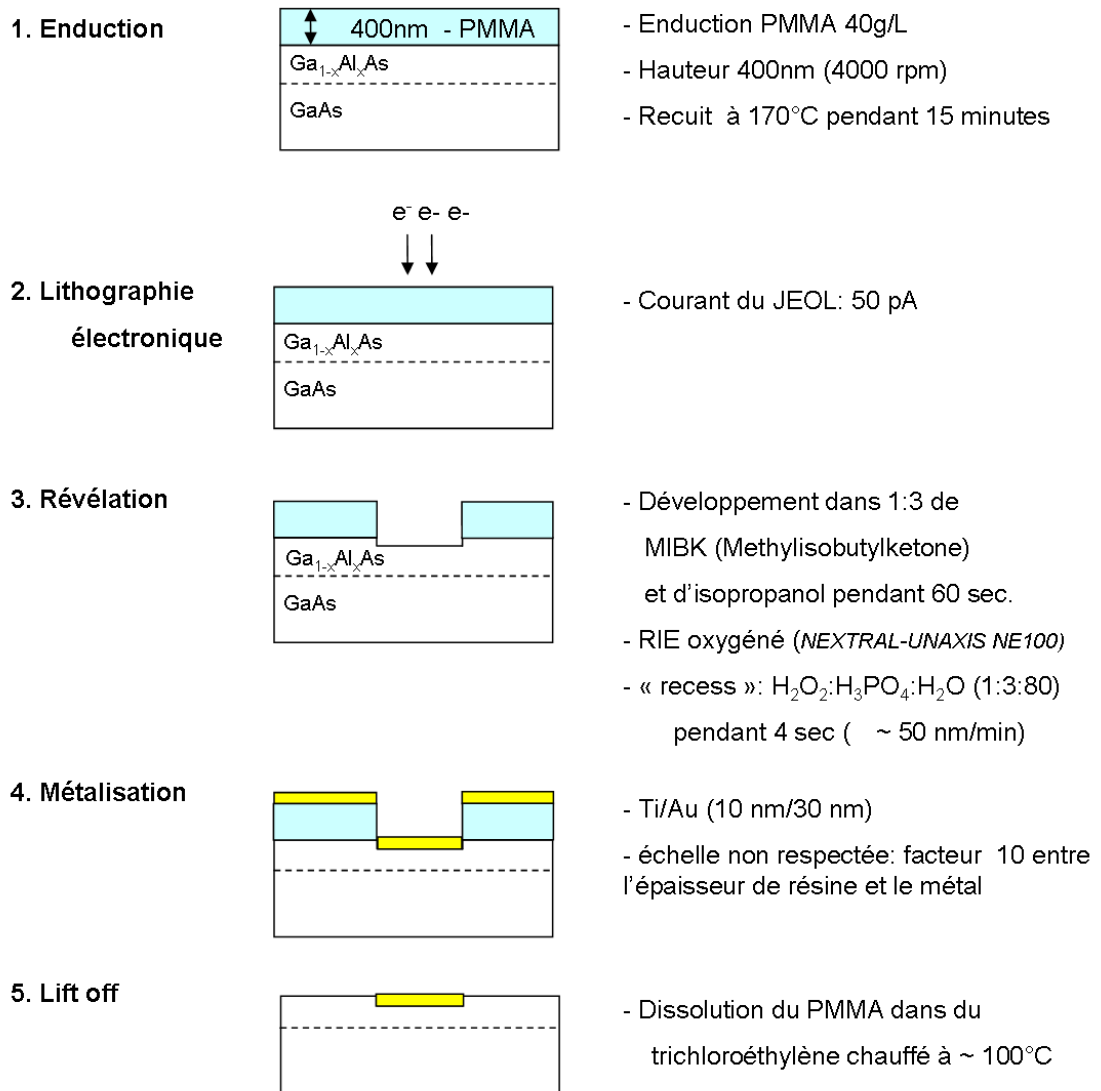 1. Enduction
400nm - PMMA
Ga1-xAlxAs
GaAs
- Enduction PMMA 40g/L
- Hauteur 400nm (4000 rpm)
- Recuit à 170°C pendant 15 minutes
e- e- e-
2. Lithographie
électronique
Ga1-xAlxAs
GaAs
- Courant du JEOL: 50 pA
3. Révélation
Ga1-xAlxAs
GaAs
- Développement dans 1:3 de
MIBK (Methylisobutylketone)
et d'isopropanol pendant 60 sec.
- RIE oxygéné (NEXTRAL-UNAXIS NE100)
- « recess »: H2O2:H3PO4:H2O (1:3:80)
pendant 4 sec ( ~ 50 nm/min)
4. Métalisation
- Ti/Au (10 nm/30 nm)
- échelle non respectée: facteur 10 entre
l'épaisseur de résine et le métal
5. Lift off
- Dissolution du PMMA dans du
trichloroéthylène chauffé à ~ 100°C